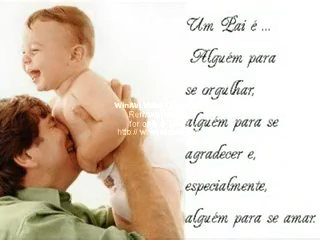 Um Pai é ...
Alguém para
se orgulhar,
alguém para se
agradecer e,
especialmente,
alguém para se amar.